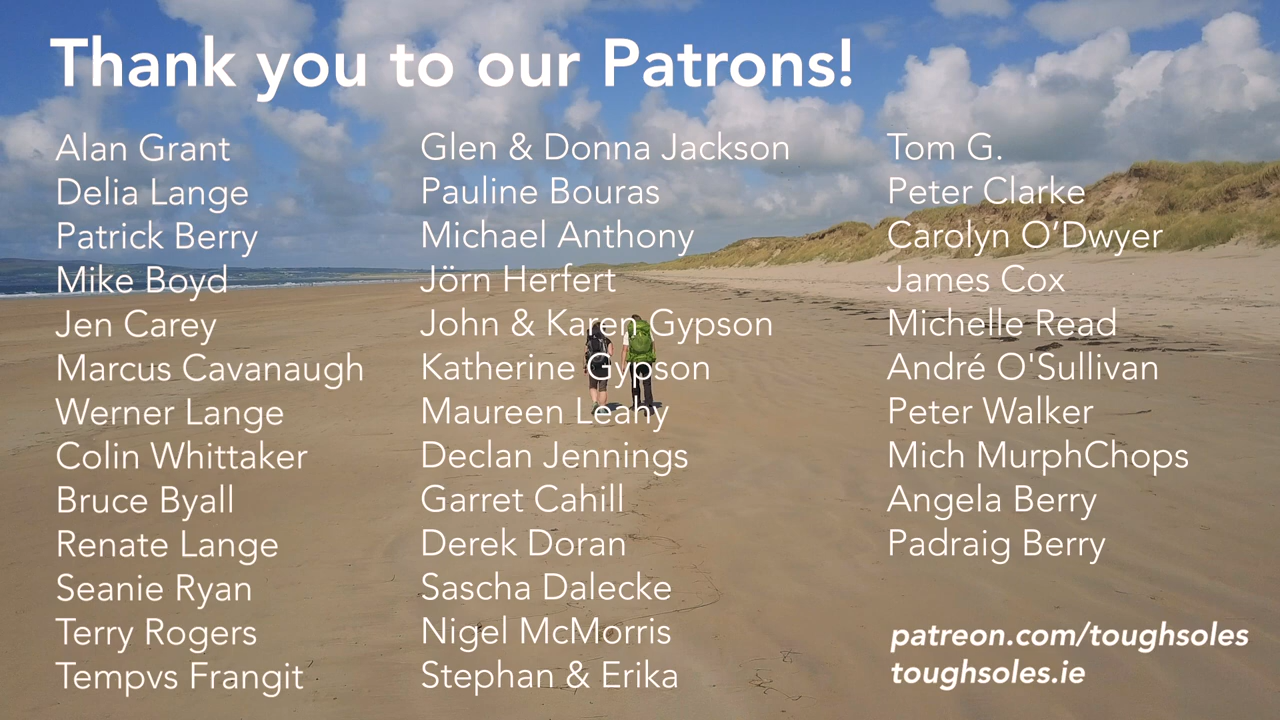 Thank you to our Patrons!
Alan Grant
Delia Lange
Patrick Berry
Mike Boyd
Jen Carey
Marcus Cavanaugh
Werner Lange
Colin Whittaker
Bruce Byall
Renate Lange
Seanie Ryan
Terry Rogers
Tempvs Frangit
Glen & Donna Jackson
Pauline Bouras
Michael Anthony
Jörn Herfert
John & Karen Gypson
Katherine Gypson
Maureen Leahy
Declan Jennings
Garret Cahill
Derek Doran
Sascha Dalecke
Nigel McMorris
Stephan & Erika
Tom G.
Peter Clarke
Carolyn O’Dwyer
James Cox
Michelle Read
André O'Sullivan
Peter Walker
Mich MurphChops
Angela Berry
Padraig Berry
patreon.com/toughsoles
toughsoles.ie